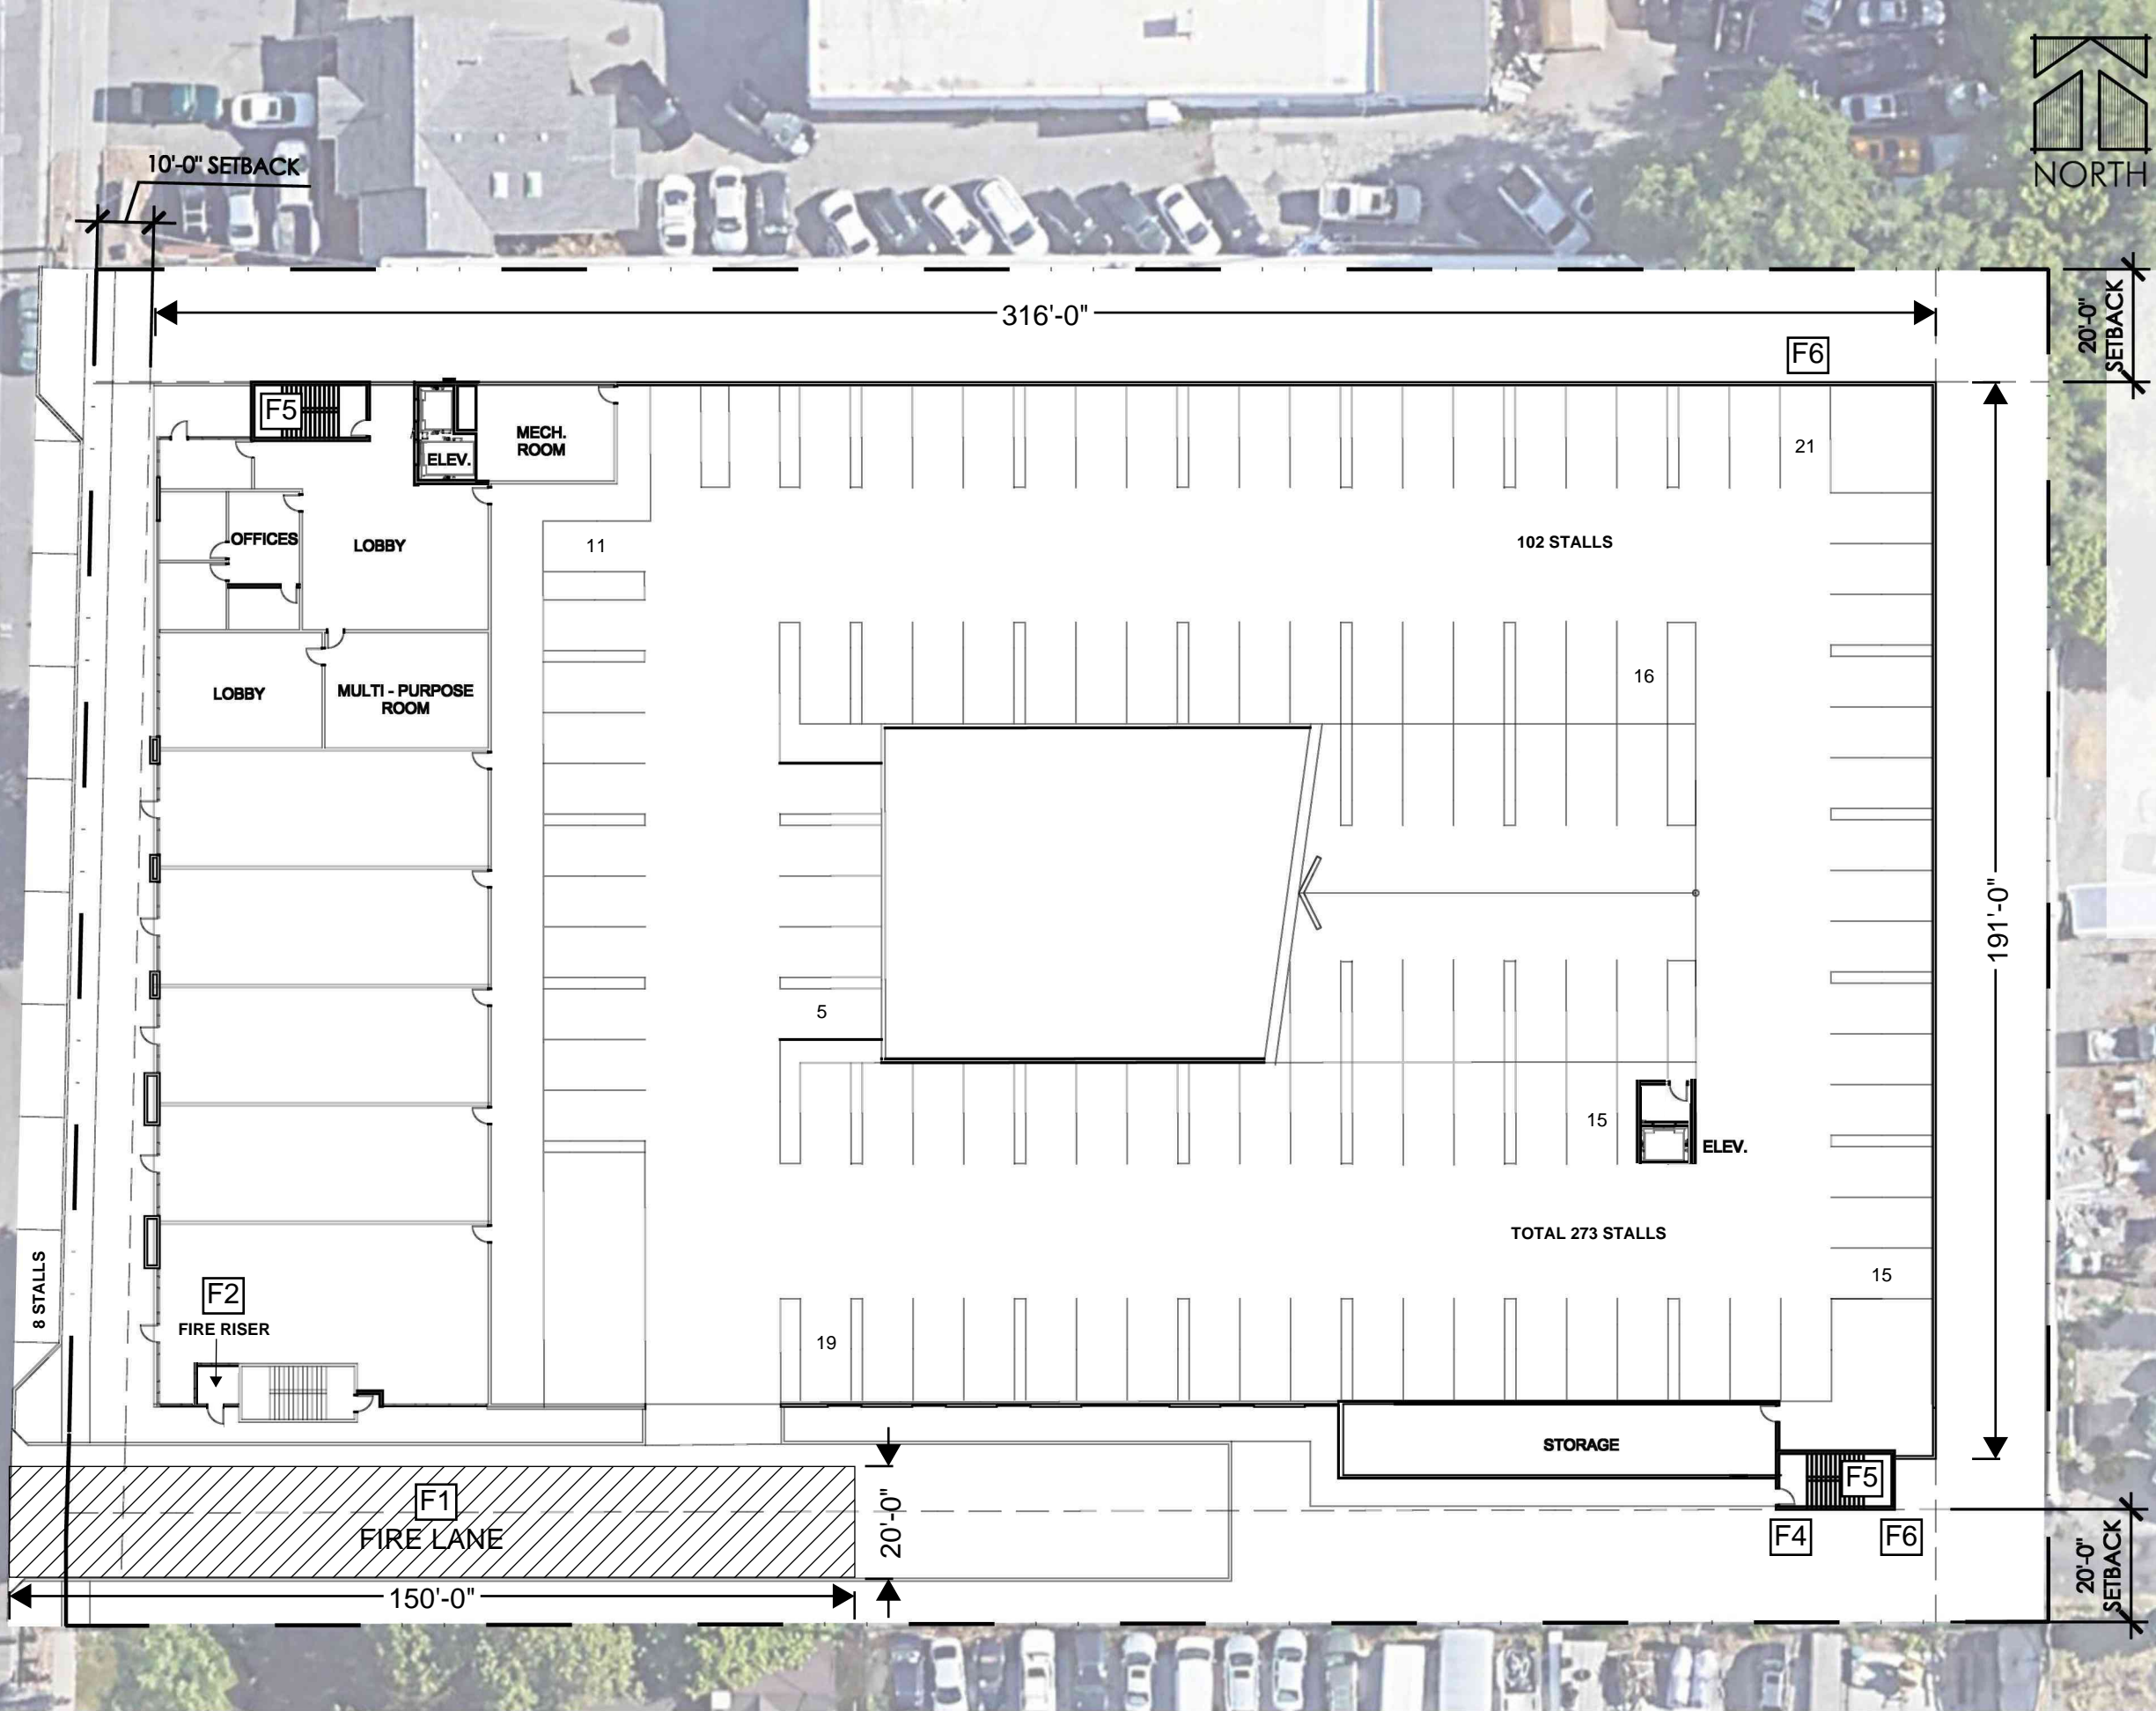 NORTH
10'-0" SETBACK
20'-0"
SETBACK
316'-0"
F6
F5
MECH.
ROOM
ELEV.
21
OFFICES
LOBBY
11
102 STALLS
LOBBY
MULTI - PURPOSE
ROOM
16
191'-0"
5
15
ELEV.
TOTAL 273 STALLS
8 STALLS
F2
FIRE RISER
15
19
STORAGE
F5
F1
FIRE LANE
20'-0"
F4
F6
20'-0"
SETBACK
150'-0"